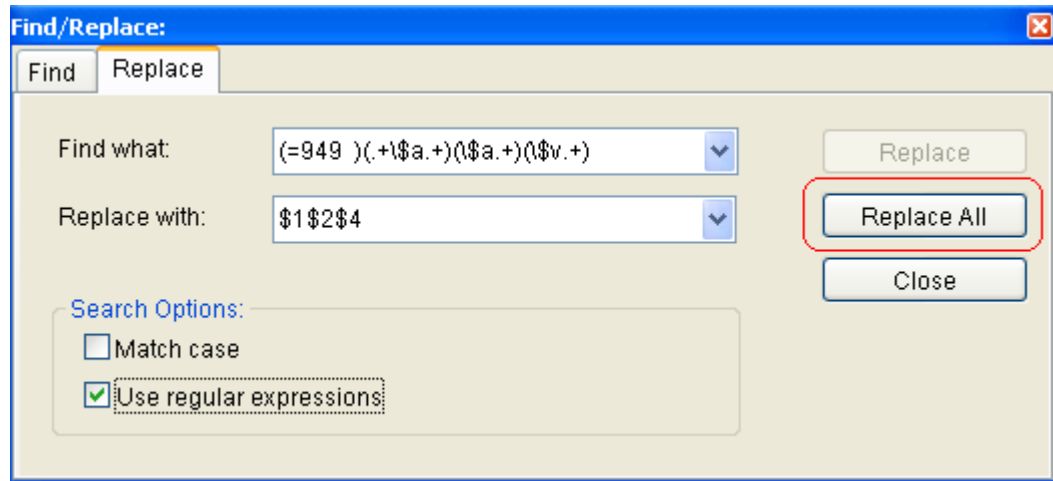 Find/Replace:
Find Replace
Find what: (=949  )(.+\$a.+)(\$a.+)(\$v.+) Replace
Replace with: $1$2$4 Replace All
Close
Search Options:
Match case
Use regular expressions